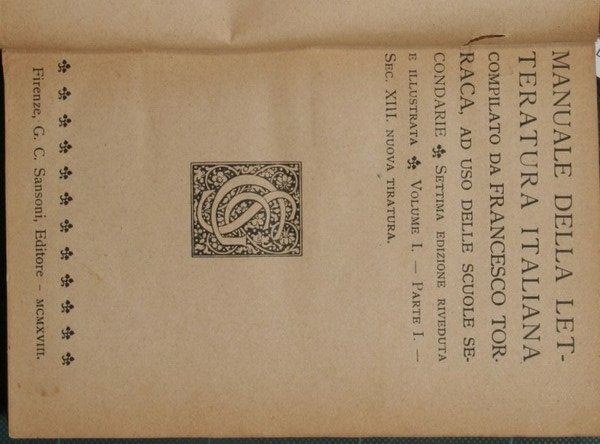 MANUALE DELLA LET-
TERATURA ITALIANA
COMPILATO DA FRANCESCO TOR-
RACA, AD USO DELLE SCUOLE SE-
CONDARIE SETTIMA EDIZIONE RIVEDUTA
E ILLUSTRATA VOLUME I. — PARTE I. —
SEC. XIII. NUOVA TIRATURA.
Firenze, G. C. Sansoni, Editore – MCMXVIII.